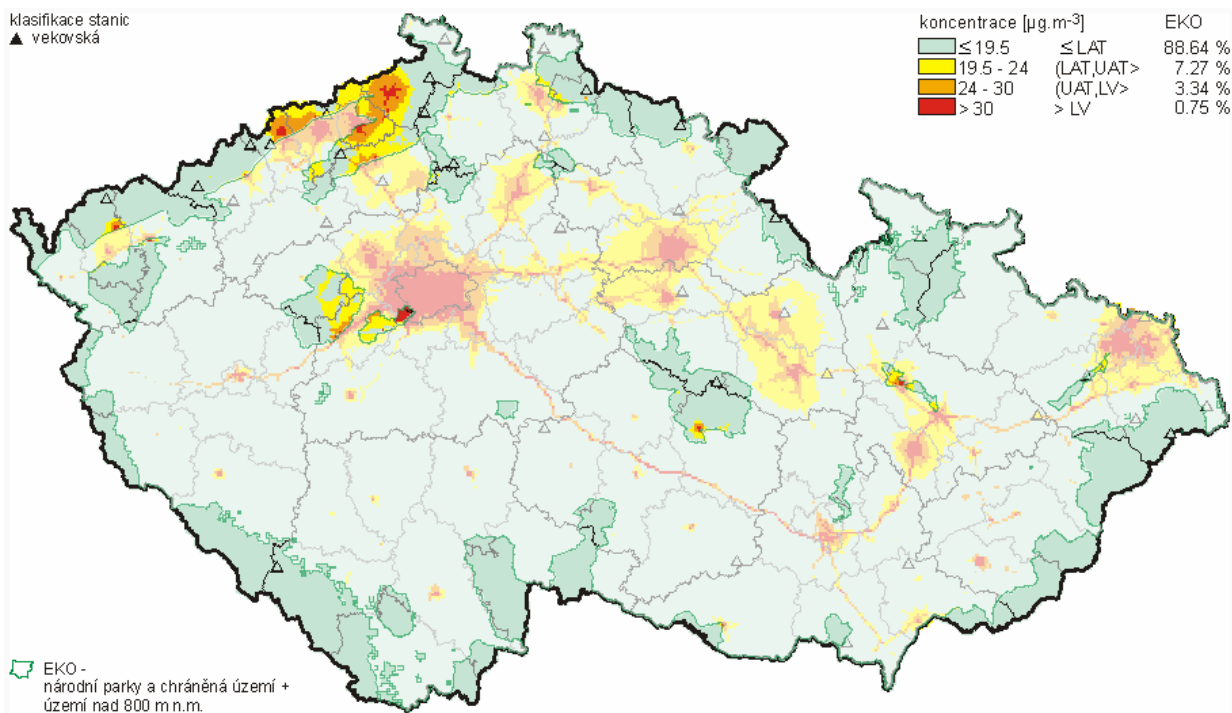 klasifikace stanic
▲ vekovská
koncentrace [µg.m⁻³] EKO
≤ 19.5 ≤ LAT 88.64 %
19.5 - 24 (LAT,UAT> 7.27 %
24 - 30 (UAT,LV> 3.34 %
> 30 > LV 0.75 %
EKO -
národní parky a chráněná území +
území nad 800 m n.m.